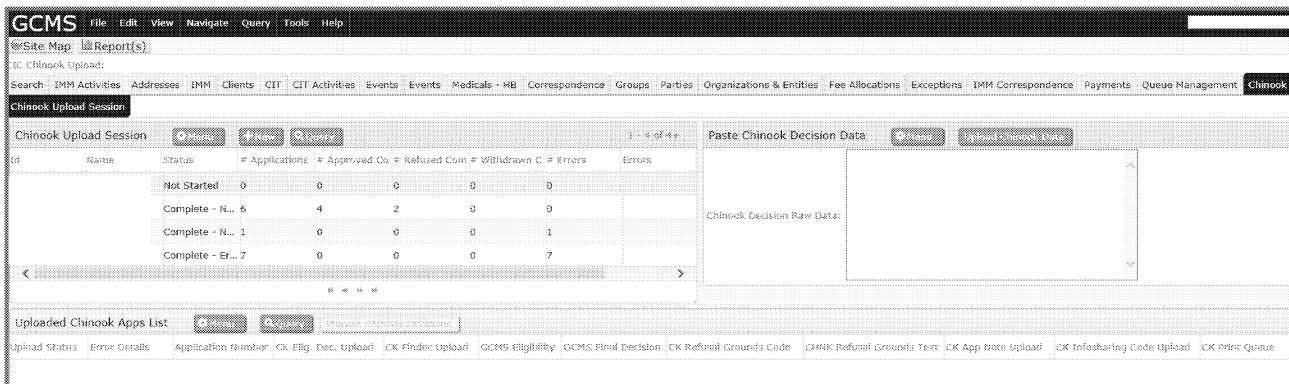 GCMS File Edit View Navigate Query Tools Help
Site Map Report(s)
CIC Chinook Upload:
Search IMM Activities Addresses IMM Clients CIT CIT Activities Events Events Medicals - HB Correspondence Groups Parties Organizations & Entities Fee Allocations Exceptions IMM Correspondence Payments Queue Management Chinook
Chinook Upload Session
Chinook Upload Session Menu New Query 1 - 4 of 4+ Paste Chinook Decision Data Menu Upload Chinook Data
Id Name Status # Applications # Approved Co # Refused Com # Withdrawn C # Errors Errors
Not Started 0 0 0 0 0
Complete - N... 6 4 2 0 0
Chinook Decision Raw Data:
Complete - N... 1 0 0 0 1
Complete - Er... 7 0 0 0 7
Uploaded Chinook Apps List Menu Query Process Chinook Decisions
Upload Status Error Details Application Number CK Elig. Dec. Upload CK Findec Upload GCMS Eligibility GCMS Final Decision CK Refusal Grounds Code CHNK Refusal Grounds Text CK App Note Upload CK Infosharing Code Upload CK Print Queue